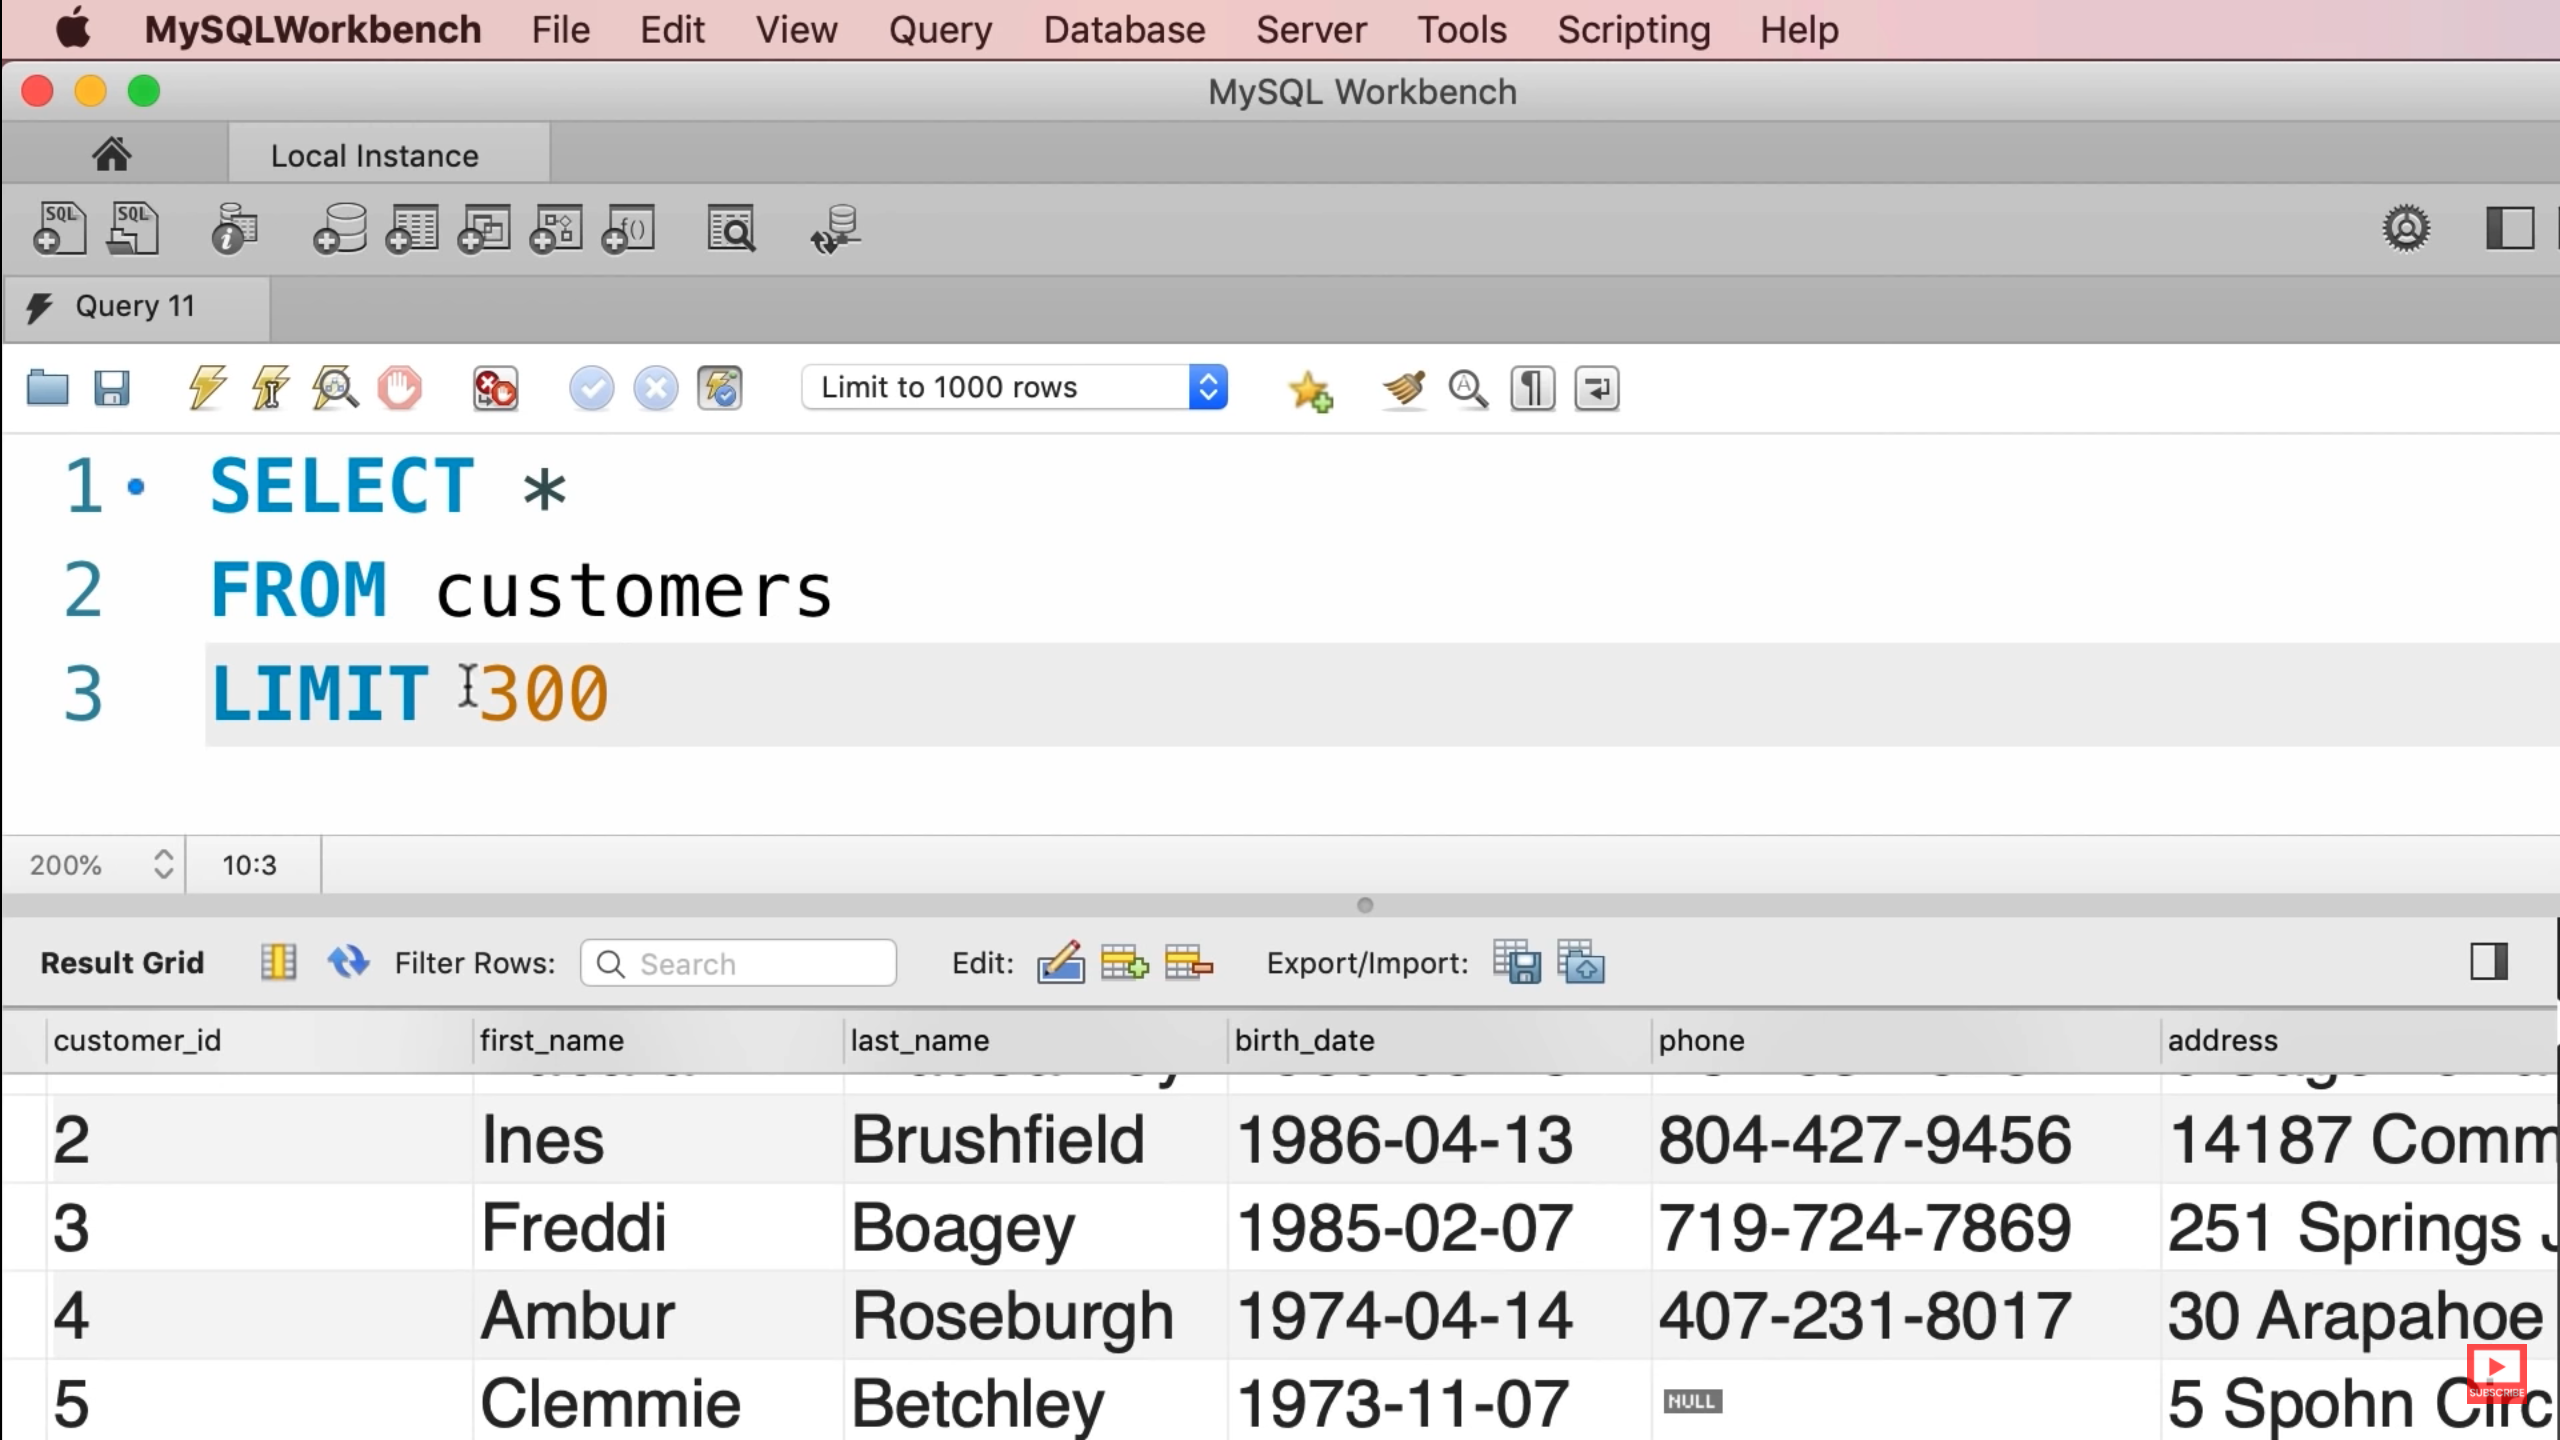 MySQLWorkbench File Edit View Query Database Server Tools Scripting Help
MySQL Workbench
Local Instance
SQL SQL f()
Query 11
Limit to 1000 rows
1 SELECT *
2 FROM customers
3 LIMIT 300
200% 10:3
Result Grid Filter Rows: Search Edit: Export/Import:
customer_id first_name last_name birth_date phone address
2 Ines Brushfield 1986-04-13 804-427-9456 14187 Comm
3 Freddi Boagey 1985-02-07 719-724-7869 251 Springs
4 Ambur Roseburgh 1974-04-14 407-231-8017 30 Arapahoe
5 Clemmie Betchley 1973-11-07 NULL 5 Spohn Circ
SUBSCRIBE